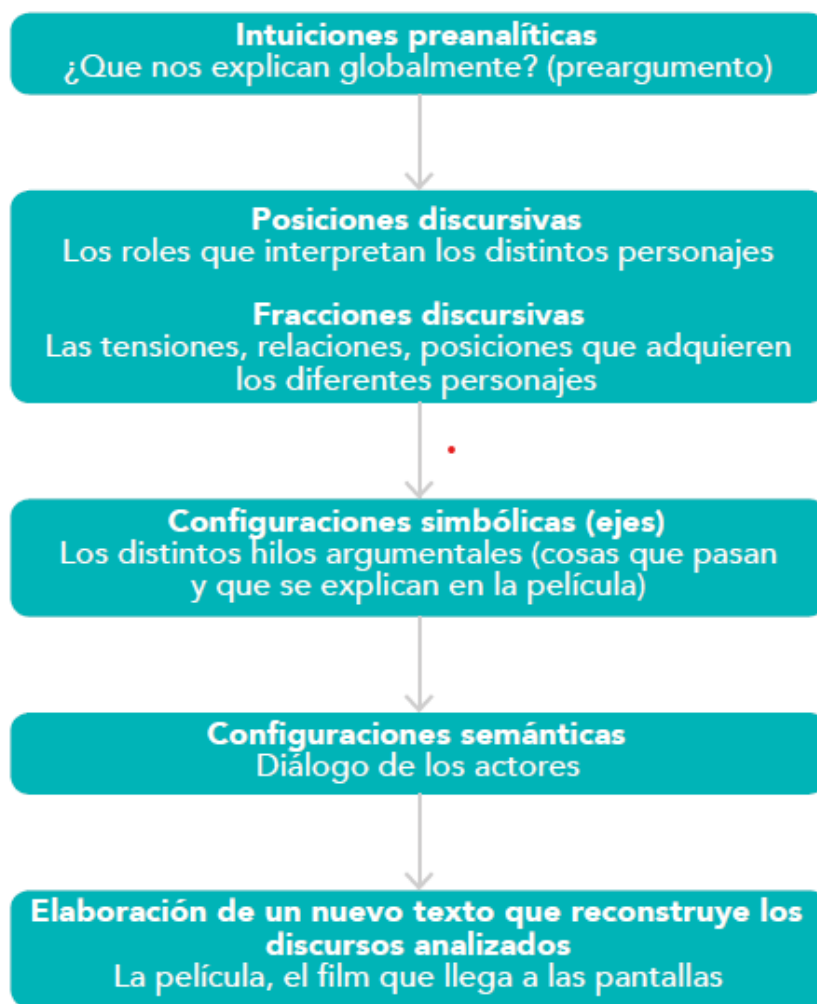 Intuiciones preanalíticas
¿Que nos explican globalmente? (preargumento)
Posiciones discursivas
Los roles que interpretan los distintos personajes
Fracciones discursivas
Las tensiones, relaciones, posiciones que adquieren
los diferentes personajes
Configuraciones simbólicas (ejes)
Los distintos hilos argumentales (cosas que pasan
y que se explican en la película)
Configuraciones semánticas
Diálogo de los actores
Elaboración de un nuevo texto que reconstruye los
discursos analizados
La película, el film que llega a las pantallas